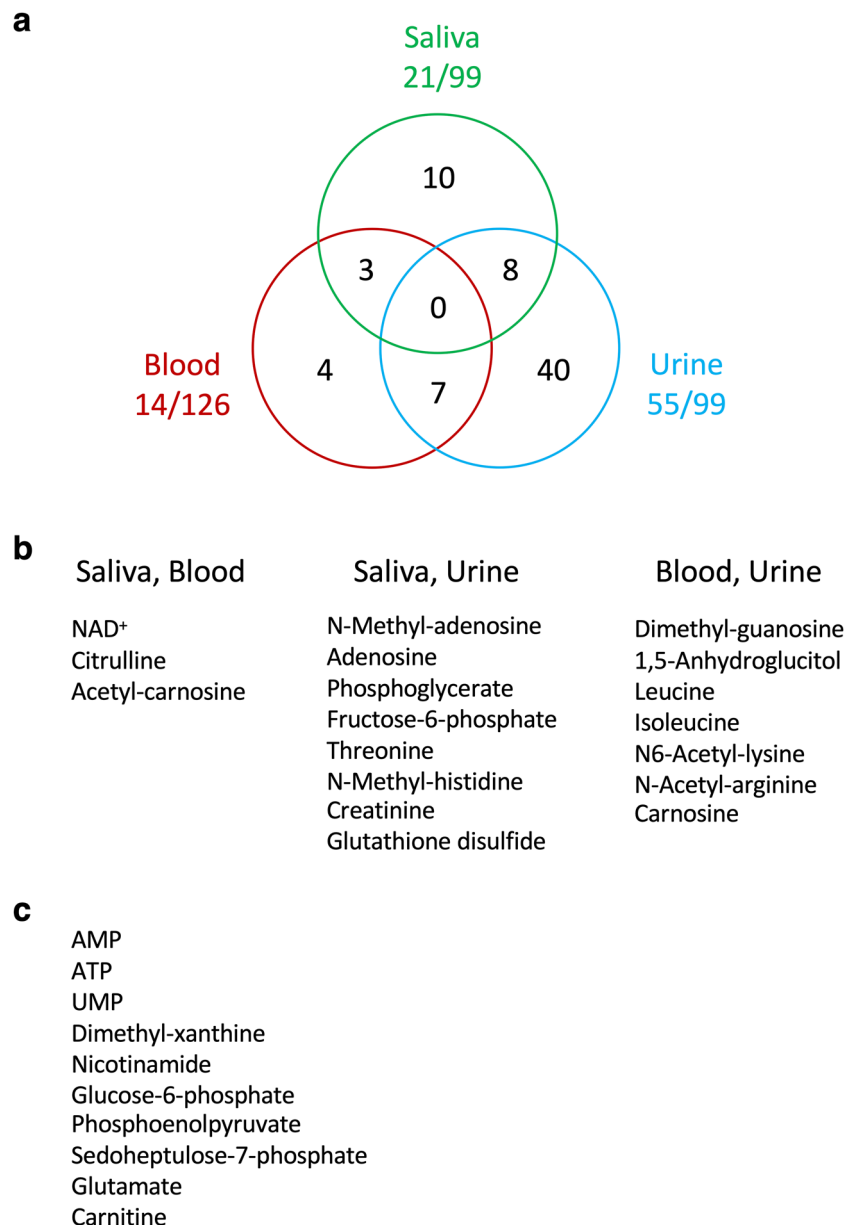 a
Saliva
21/99
10
3
8
0
Blood
14/126
4
7
40
Urine
55/99
b
Saliva, Blood
NAD⁺
Citrulline
Acetyl-carnosine
Saliva, Urine
N-Methyl-adenosine
Adenosine
Phosphoglycerate
Fructose-6-phosphate
Threonine
N-Methyl-histidine
Creatinine
Glutathione disulfide
Blood, Urine
Dimethyl-guanosine
1,5-Anhydroglucitol
Leucine
Isoleucine
N6-Acetyl-lysine
N-Acetyl-arginine
Carnosine
c
AMP
ATP
UMP
Dimethyl-xanthine
Nicotinamide
Glucose-6-phosphate
Phosphoenolpyruvate
Sedoheptulose-7-phosphate
Glutamate
Carnitine